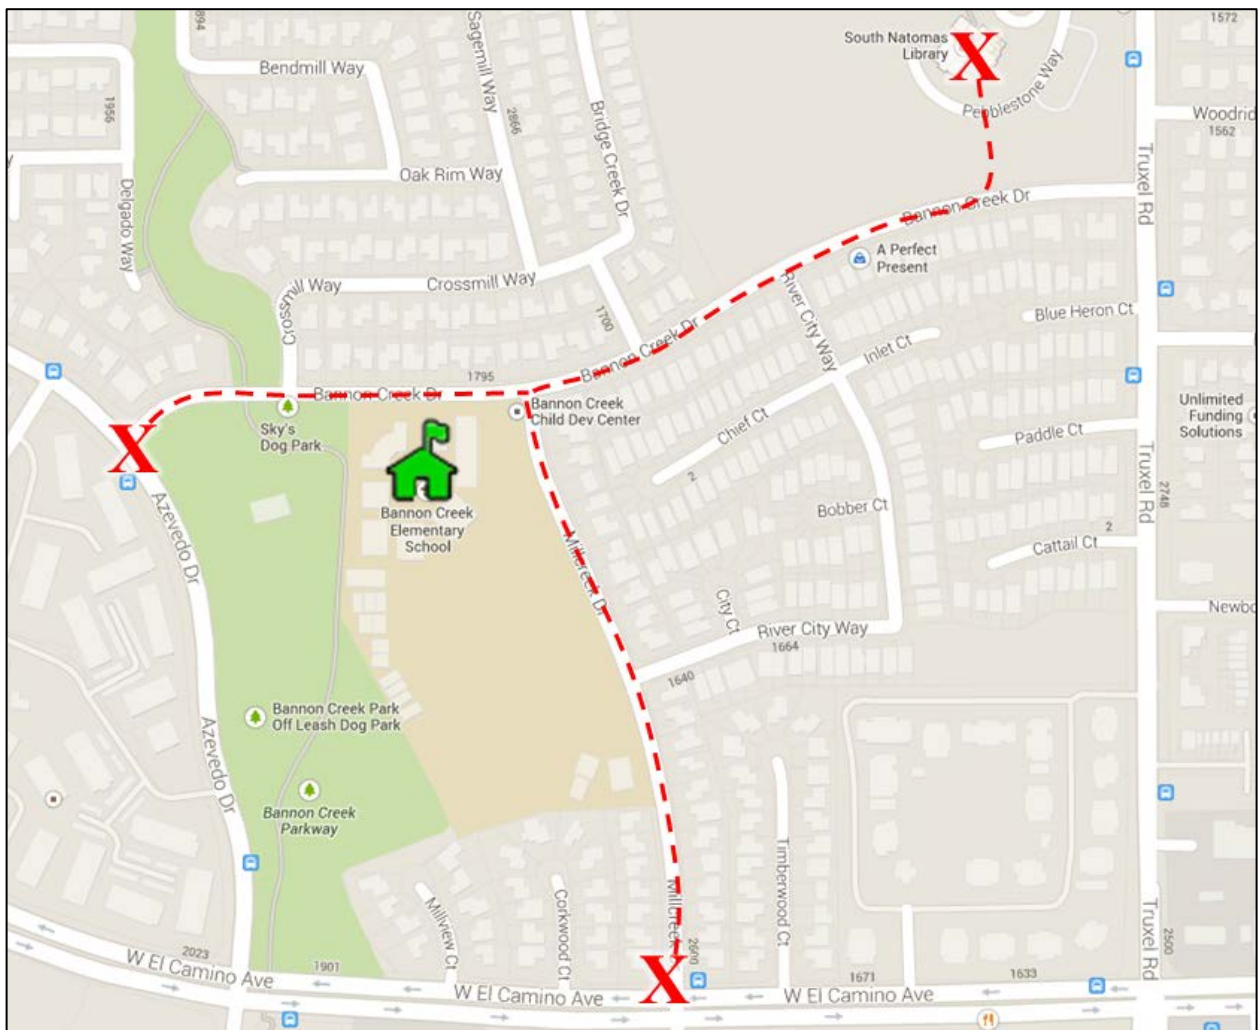 894
1572
Sagemill Way
South Natomas
Library
Bendmill Way
1956
2866
Bridge Creek Dr
Pebblestone Way
Woodrid
1562
Truxel Rd
Oak Rim Way
Delgado Way
Bannon Creek Dr
A Perfect
Present
Crossmill Way
Crossmill Way
1700
River City Way
Blue Heron Ct
Inlet Ct
Bannon Creek Dr
1795
Bannon Creek Dr
Bannon Creek
Child Dev Center
Unlimited
Funding
Solutions
Sky's
Dog Park
Chief Ct
2
Paddle Ct
X
X
X
Truxel Rd
2748
Azevedo Dr
Bannon Creek
Elementary
School
Bobber Ct
2
Cattail Ct
Millcreek Dr
City Ct
River City Way
1664
Newbo
1640
Azevedo Dr
Bannon Creek Park
Off Leash Dog Park
Bannon Creek
Parkway
Timberwood Ct
Millview Ct
Corkwood Ct
Millcreek
2600
Truxel Rd
2500
2023
W El Camino Ave
1901
W El Camino Ave
1671
W El Camino Ave
1633